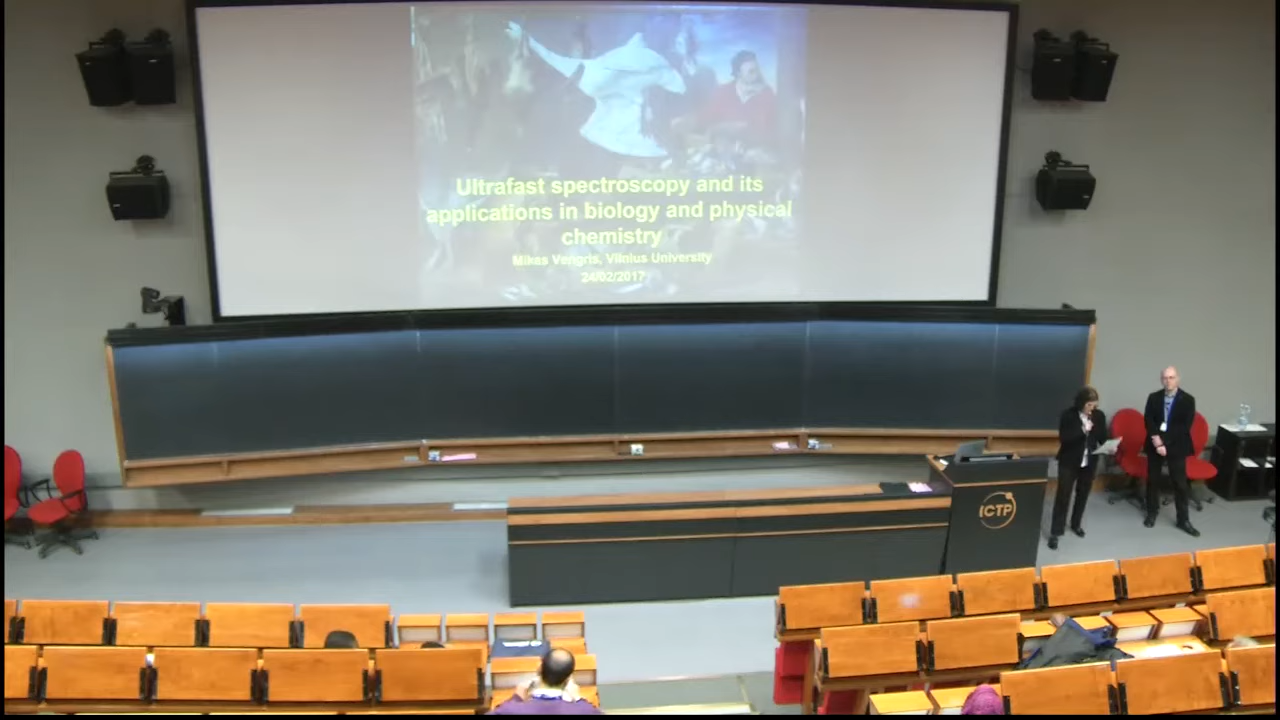 Ultrafast spectroscopy and its
applications in biology and physical
chemistry
Mikas Vengris, Vilnius University
24/02/2017
ICTP